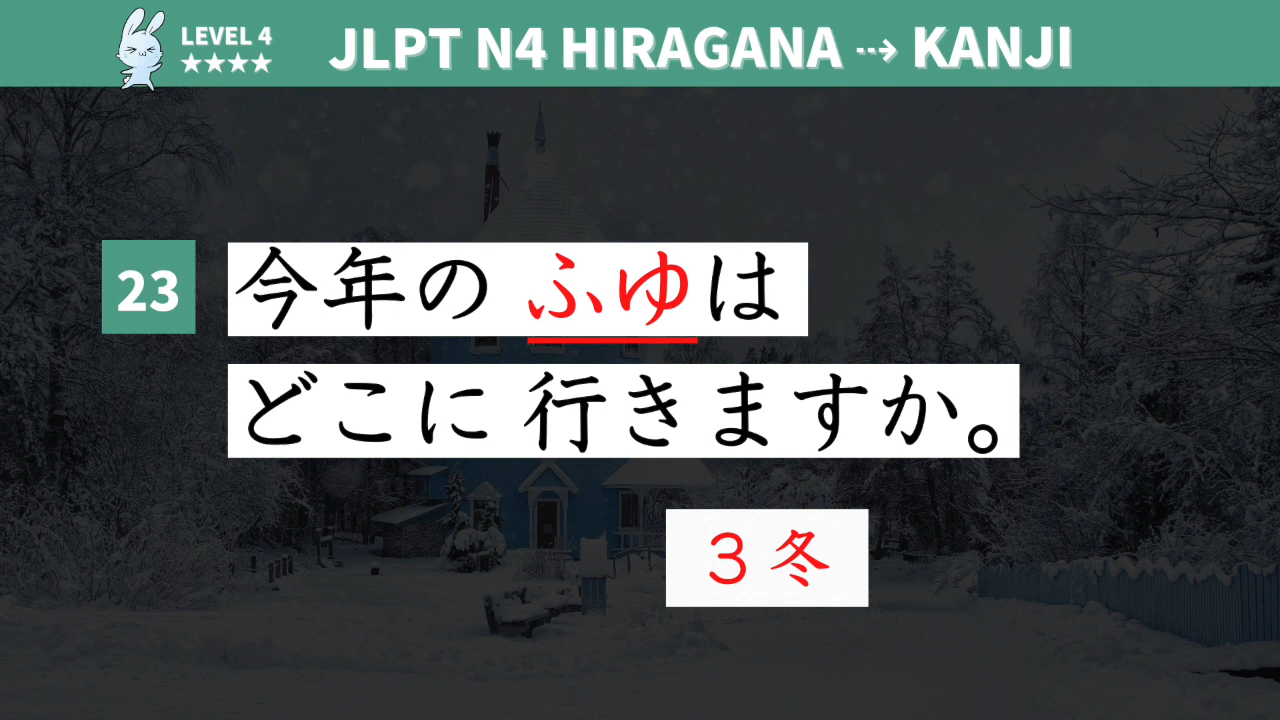 LEVEL 4
★★★★
JLPT N4 HIRAGANA ⇢ KANJI
23
今年の ふゆは
どこに 行きますか。
3 冬